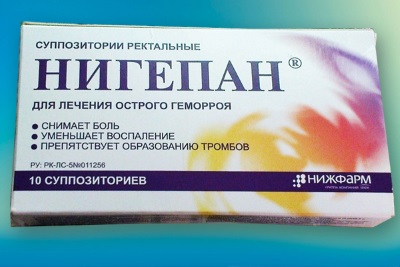 СУППОЗИТОРИИ РЕКТАЛЬНЫЕ
НИГЕПАН®
ДЛЯ ЛЕЧЕНИЯ ОСТРОГО ГЕМОРРОЯ
• СНИМАЕТ БОЛЬ
• УМЕНЬШАЕТ ВОСПАЛЕНИЕ
• ПРЕПЯТСТВУЕТ ОБРАЗОВАНИЮ ТРОМБОВ
РУ: РК-ЛС-5№011256
10 СУППОЗИТОРИЕВ
НИЖФАРМ